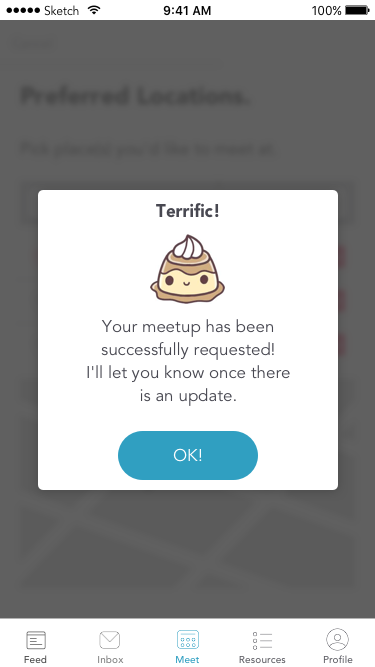 Sketch 9:41 AM 100%
Preferred Locations.
Pick place(s) you'd like to meet at.
Terrific!
Your meetup has been
successfully requested!
I'll let you know once there
is an update.
OK!
Feed Inbox Meet Resources Profile